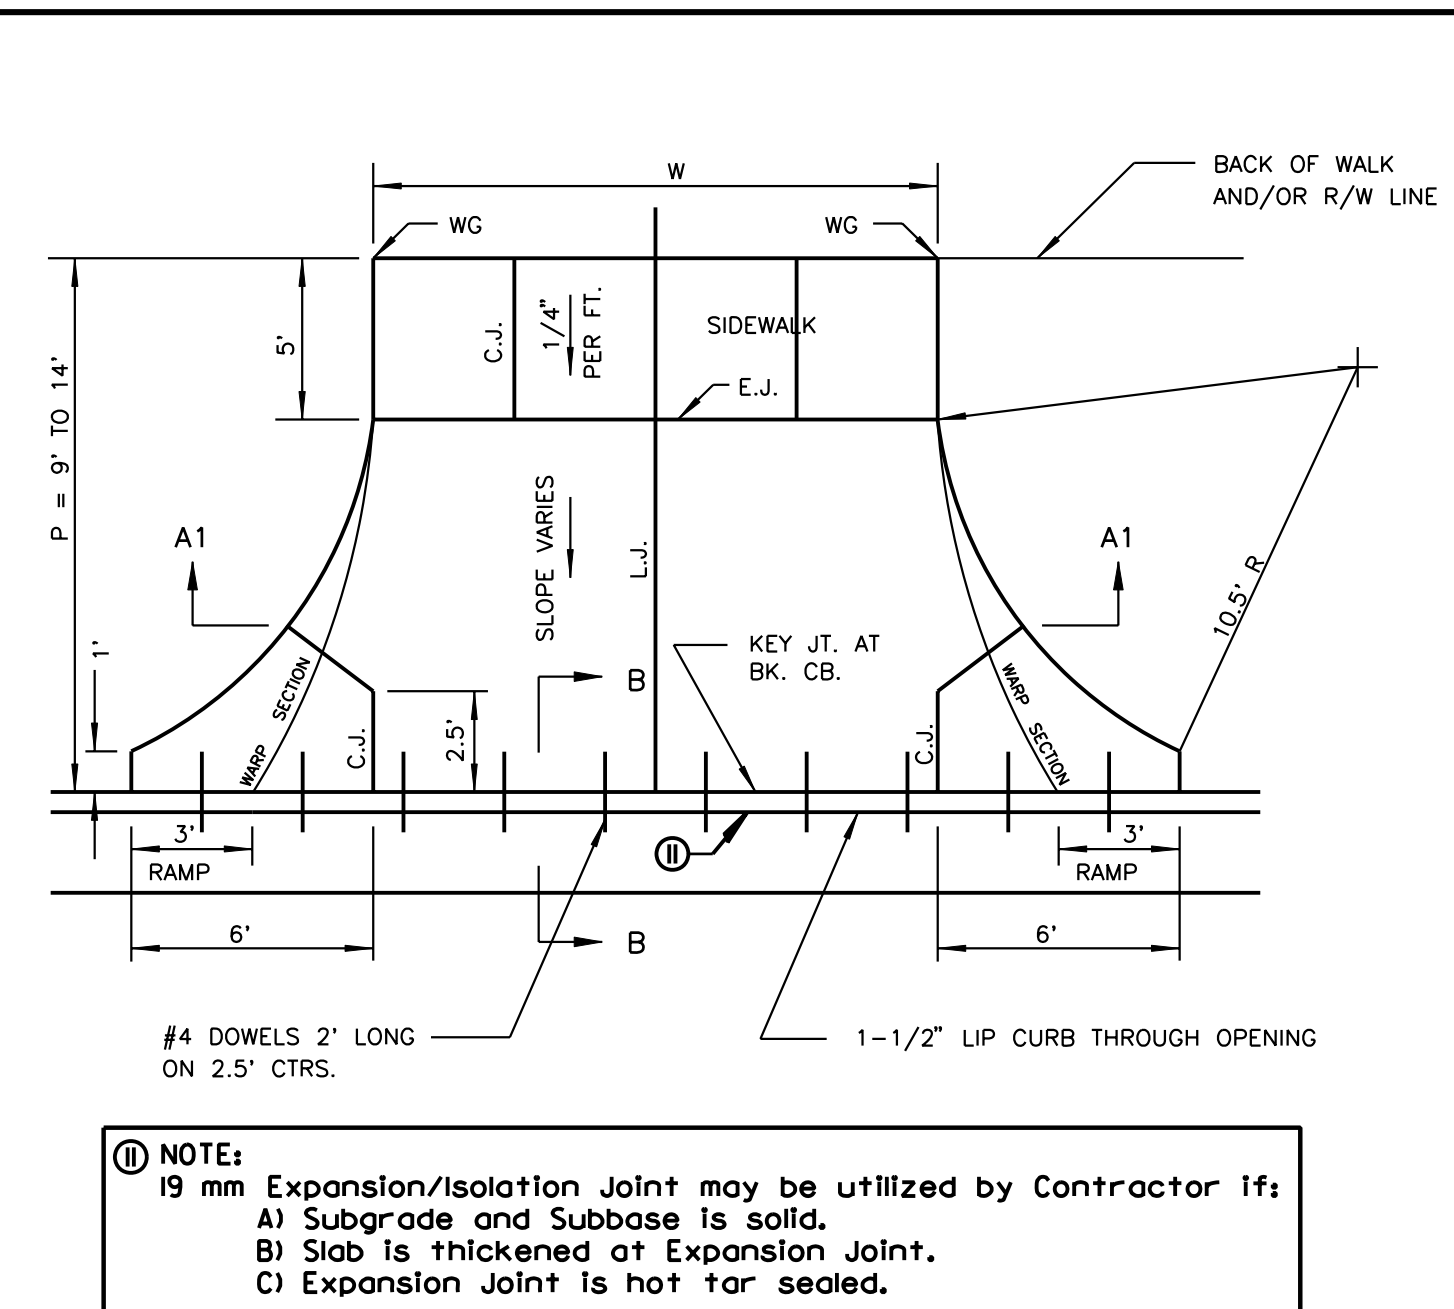 W
BACK OF WALK
AND/OR R/W LINE
WG
WG
5'
C.J.
1/4"
PER FT.
SIDEWALK
E.J.
P = 9' TO 14'
A1
SLOPE VARIES
L.J.
A1
10.5' R
1'
WARP SECTION
C.J.
2.5'
B
KEY JT. AT
BK. CB.
C.J.
WARP SECTION
3'
RAMP
II
3'
RAMP
6'
B
6'
#4 DOWELS 2' LONG
ON 2.5' CTRS.
1-1/2" LIP CURB THROUGH OPENING
II NOTE:
19 mm Expansion/Isolation Joint may be utilized by Contractor if:
A) Subgrade and Subbase is solid.
B) Slab is thickened at Expansion Joint.
C) Expansion Joint is hot tar sealed.